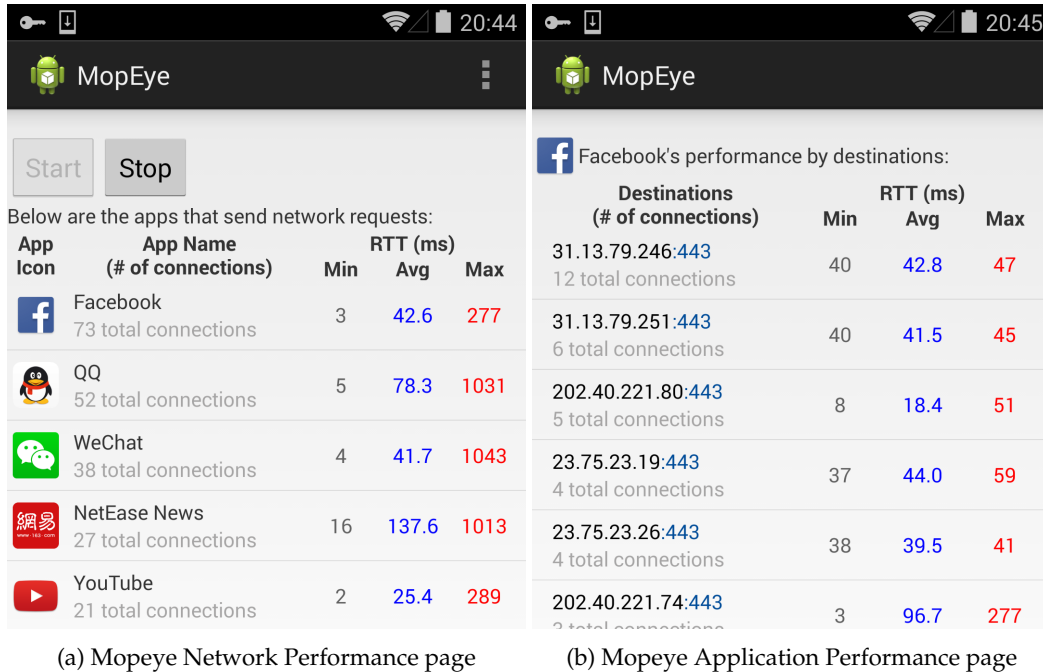 20:44
MopEye
Start Stop
Below are the apps that send network requests:
App Icon App Name (# of connections) RTT (ms) Min Avg Max
Facebook 3 42.6 277
73 total connections
QQ 5 78.3 1031
52 total connections
WeChat 4 41.7 1043
38 total connections
網易 www·163·com NetEase News 16 137.6 1013
27 total connections
YouTube 2 25.4 289
21 total connections
(a) Mopeye Network Performance page
20:45
MopEye
Facebook's performance by destinations:
Destinations (# of connections) RTT (ms) Min Avg Max
31.13.79.246:443 40 42.8 47
12 total connections
31.13.79.251:443 40 41.5 45
6 total connections
202.40.221.80:443 8 18.4 51
5 total connections
23.75.23.19:443 37 44.0 59
4 total connections
23.75.23.26:443 38 39.5 41
4 total connections
202.40.221.74:443 3 96.7 277
total connections
(b) Mopeye Application Performance page